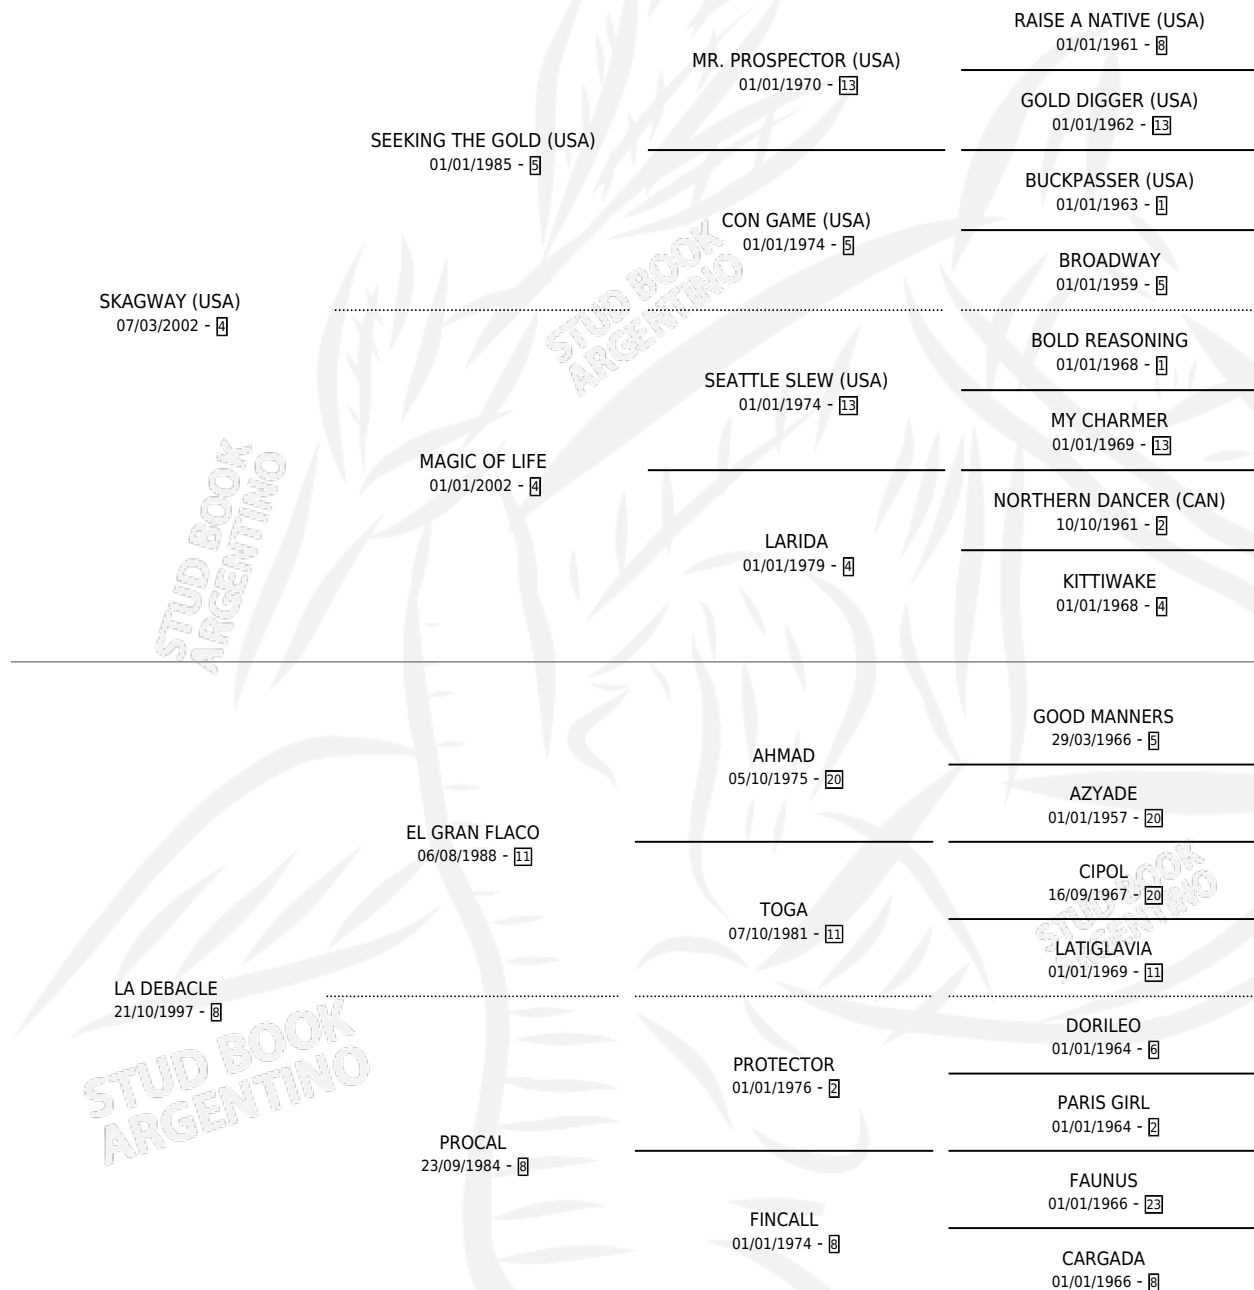 RAISE A NATIVE (USA)
01/01/1961 - 8
MR. PROSPECTOR (USA)
01/01/1970 - 13
GOLD DIGGER (USA)
01/01/1962 - 13
SEEKING THE GOLD (USA)
01/01/1985 - 5
BUCKPASSER (USA)
01/01/1963 - 1
CON GAME (USA)
01/01/1974 - 5
BROADWAY
01/01/1959 - 5
SKAGWAY (USA)
07/03/2002 - 4
BOLD REASONING
01/01/1968 - 1
SEATTLE SLEW (USA)
01/01/1974 - 13
MY CHARMER
01/01/1969 - 13
MAGIC OF LIFE
01/01/2002 - 4
NORTHERN DANCER (CAN)
10/10/1961 - 2
LARIDA
01/01/1979 - 4
KITTIWAKE
01/01/1968 - 4
GOOD MANNERS
29/03/1966 - 5
AHMAD
05/10/1975 - 20
AZYADE
01/01/1957 - 20
EL GRAN FLACO
06/08/1988 - 11
CIPOL
16/09/1967 - 20
TOGA
07/10/1981 - 11
LATIGLAVIA
01/01/1969 - 11
LA DEBACLE
21/10/1997 - 8
DORILEO
01/01/1964 - 6
PROTECTOR
01/01/1976 - 2
PARIS GIRL
01/01/1964 - 2
PROCAL
23/09/1984 - 8
FAUNUS
01/01/1966 - 23
FINCALL
01/01/1974 - 8
CARGADA
01/01/1966 - 8
STUD BOOK
ARGENTINO
STUD BOOK
ARGENTINO
STUD BOOK
ARGENTINO
STUD BOOK
ARGENTINO